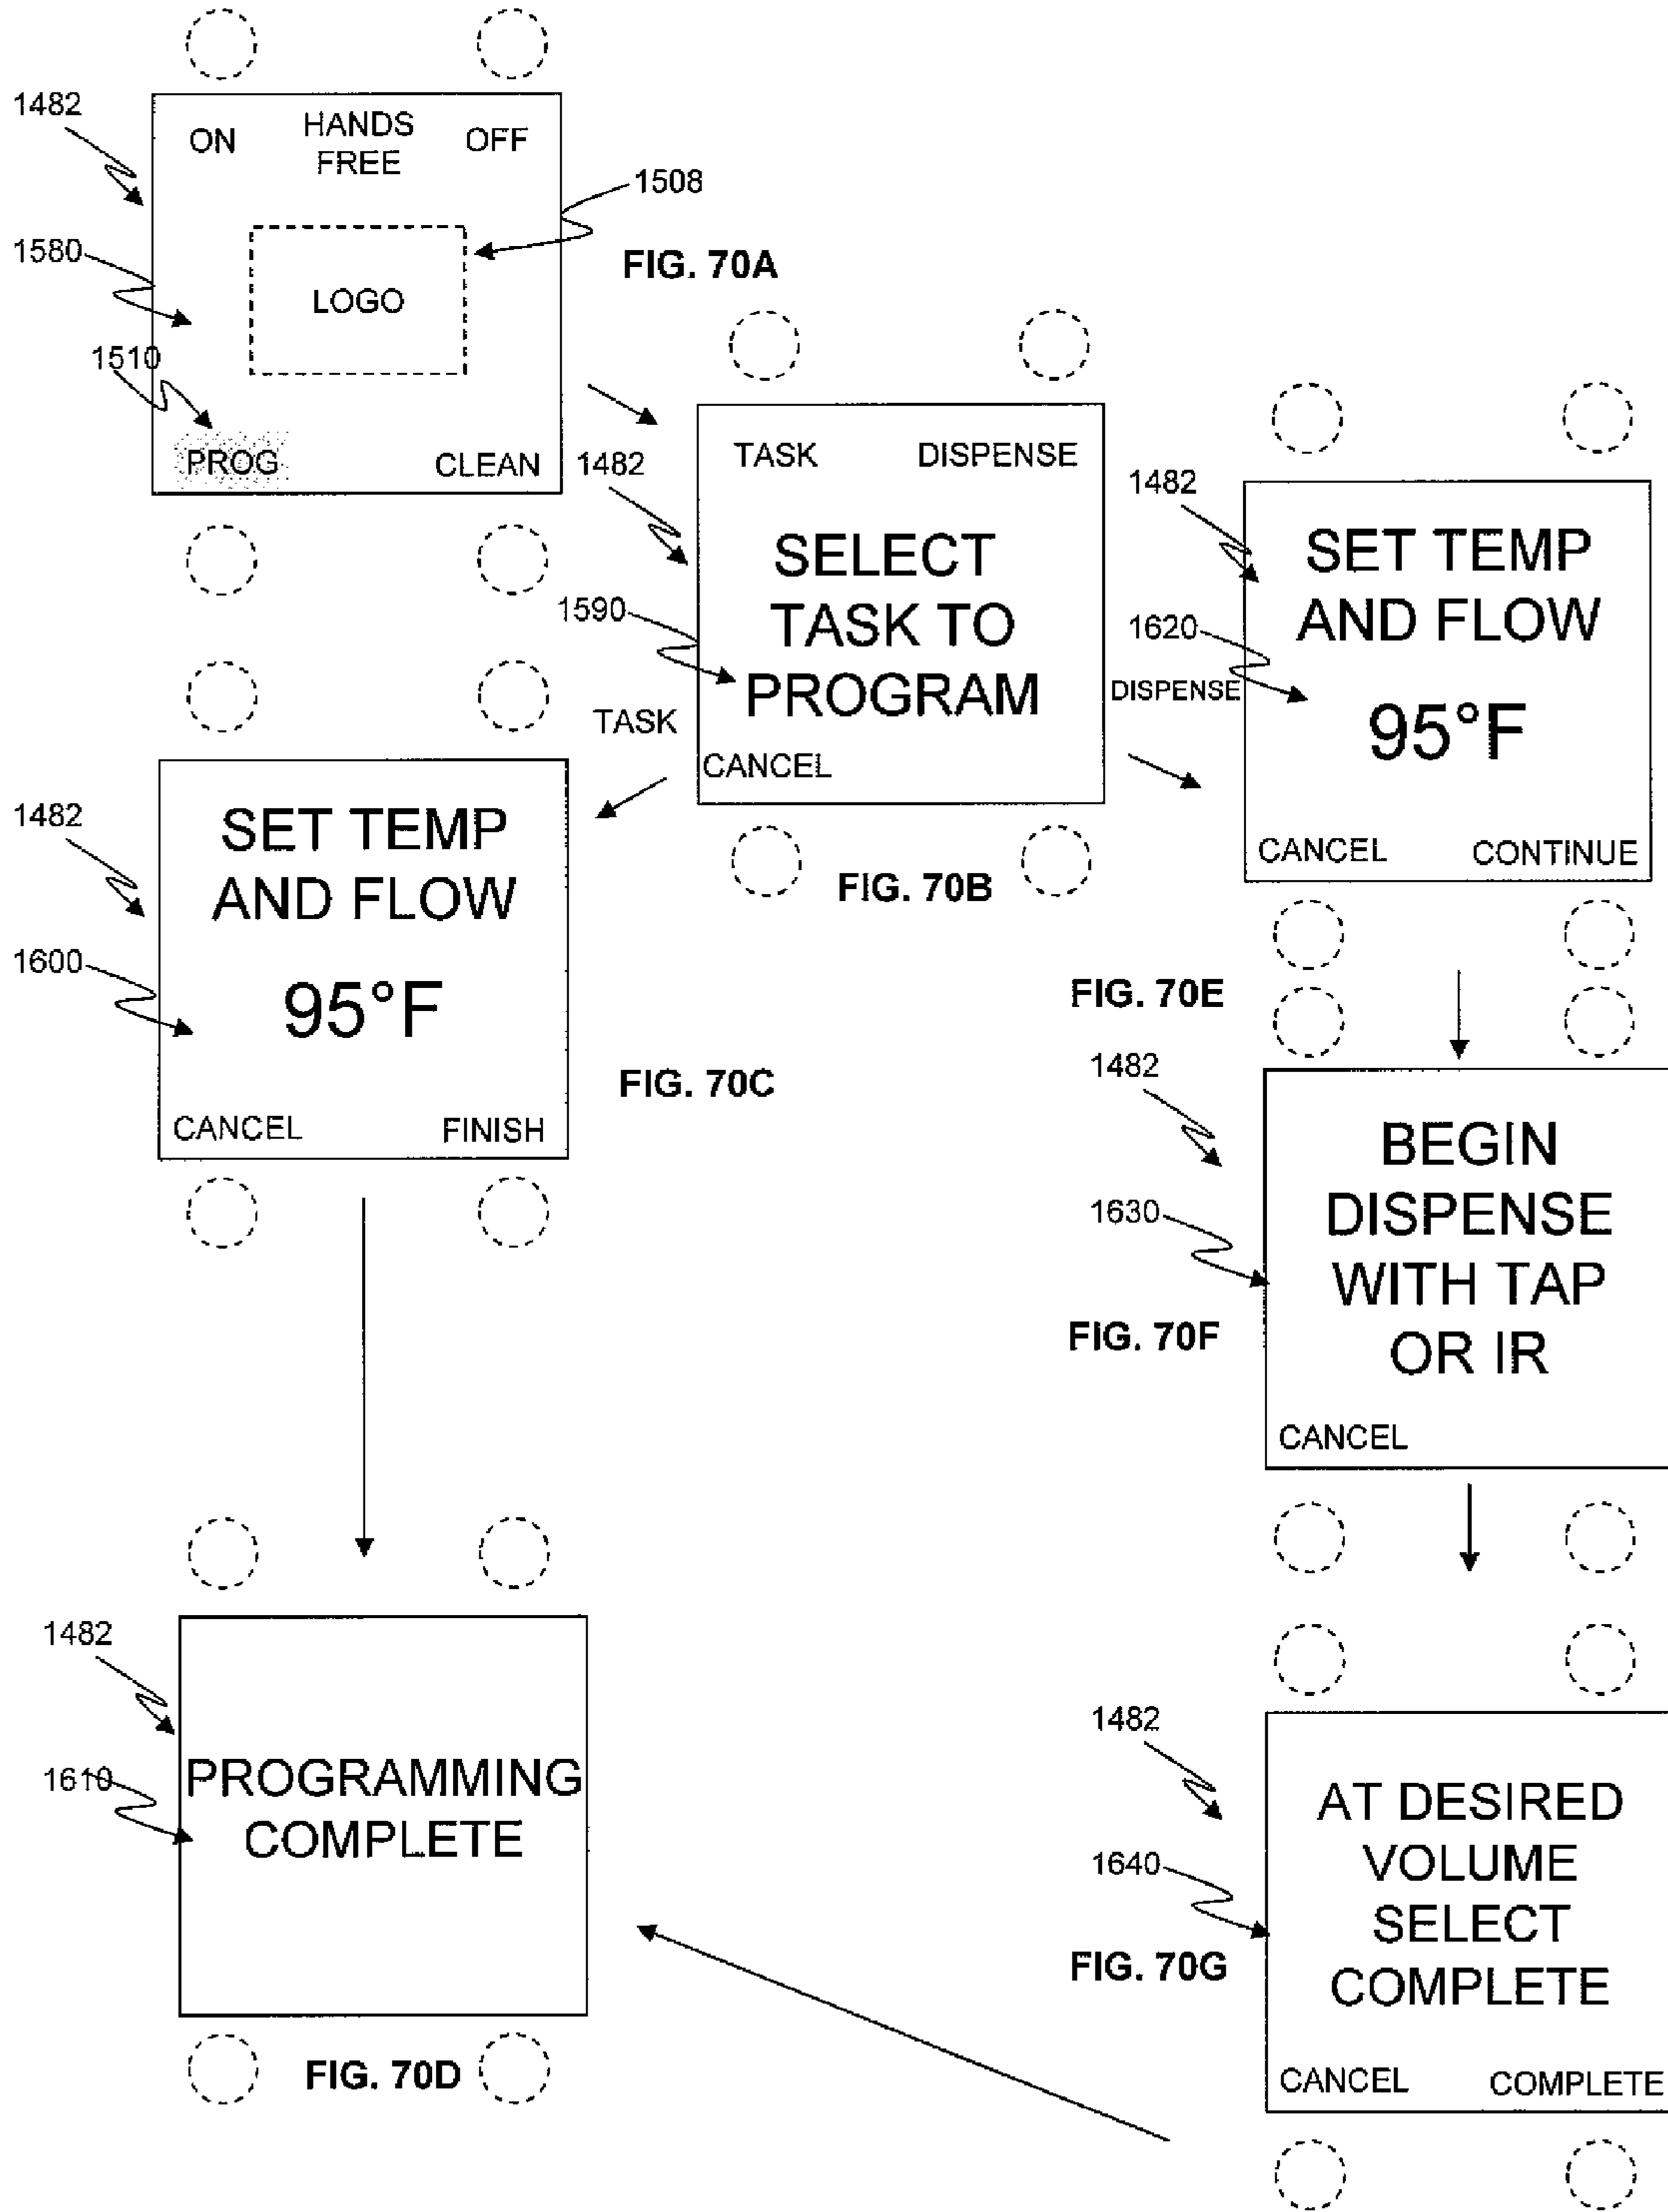 1482
ON
HANDS
FREE
OFF
1508
1580
LOGO
FIG. 70A
1510
PROG
CLEAN
1482
TASK
DISPENSE
SELECT
TASK TO
PROGRAM
1590
CANCEL
FIG. 70B
TASK
DISPENSE
1482
SET TEMP
AND FLOW
1600
95°F
CANCEL
FINISH
FIG. 70C
1482
PROGRAMMING
COMPLETE
1610
FIG. 70D
1482
SET TEMP
AND FLOW
1620
95°F
CANCEL
CONTINUE
FIG. 70E
1482
BEGIN
DISPENSE
WITH TAP
OR IR
1630
FIG. 70F
CANCEL
1482
AT DESIRED
VOLUME
SELECT
COMPLETE
1640
FIG. 70G
CANCEL
COMPLETE